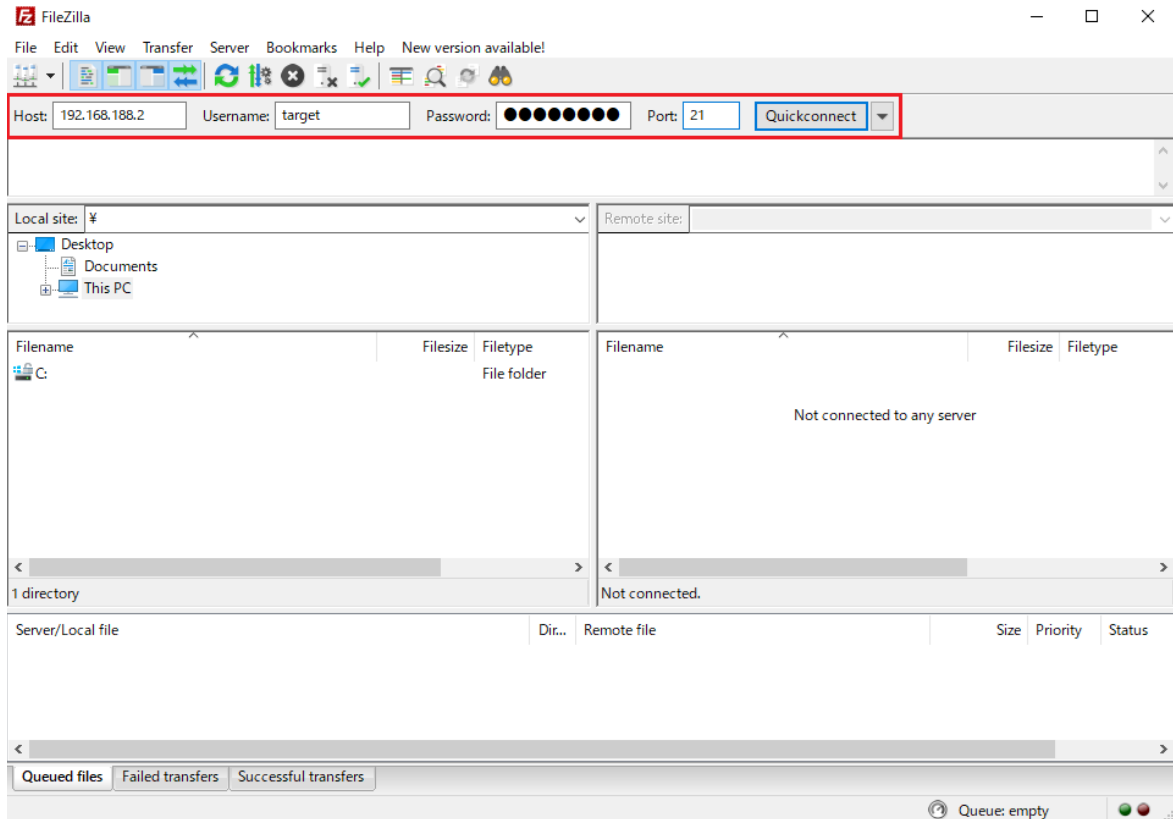 FileZilla
File Edit View Transfer Server Bookmarks Help New version available!
Host: 192.168.188.2 Username: target Password: ●●●●●●●● Port: 21 Quickconnect
Local site: ¥
Remote site:
Desktop
Documents
This PC
Filename Filesize Filetype
C: File folder
1 directory
Filename Filesize Filetype
Not connected to any server
Not connected.
Server/Local file Dir... Remote file Size Priority Status
Queued files Failed transfers Successful transfers
Queue: empty